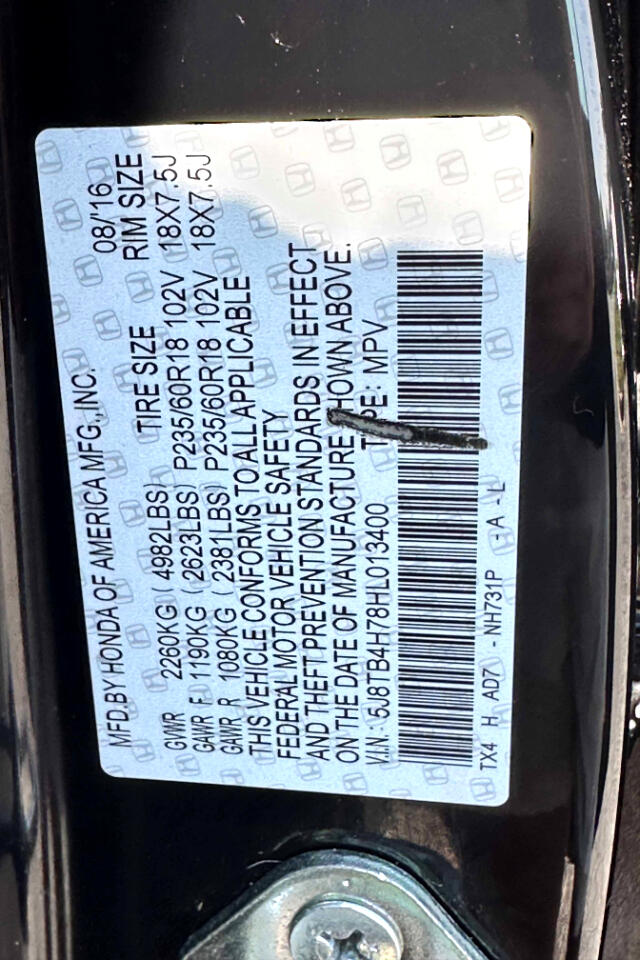 MFD.BY HONDA OF AMERICA MFG., INC. 08/'16
TIRE SIZE RIM SIZE
GVWR 2260KG ( 4982LBS)
GAWR F 1190KG ( 2623LBS) P235/60R18 102V 18X7.5J
GAWR R 1080KG ( 2381LBS) P235/60R18 102V 18X7.5J
THIS VEHICLE CONFORMS TO ALL APPLICABLE
FEDERAL MOTOR VEHICLE SAFETY
AND THEFT PREVENTION STANDARDS IN EFFECT
ON THE DATE OF MANUFACTURE SHOWN ABOVE.
V.I.N.: 5J8TB4H78HL013400 TYPE: MPV
TX4 H AD7 - NH731P - A - L